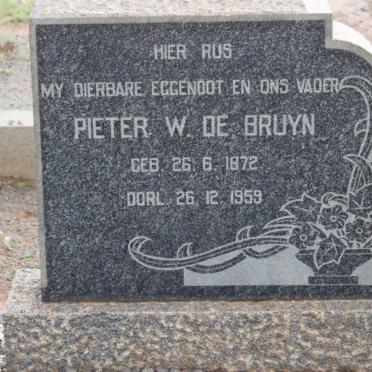 HIER RUS
MY DIERBARE EGGENOOT EN ONS VADER
PIETER W. DE BRUYN
GEB. 26. 6. 1872
OORL. 26. 12. 1959